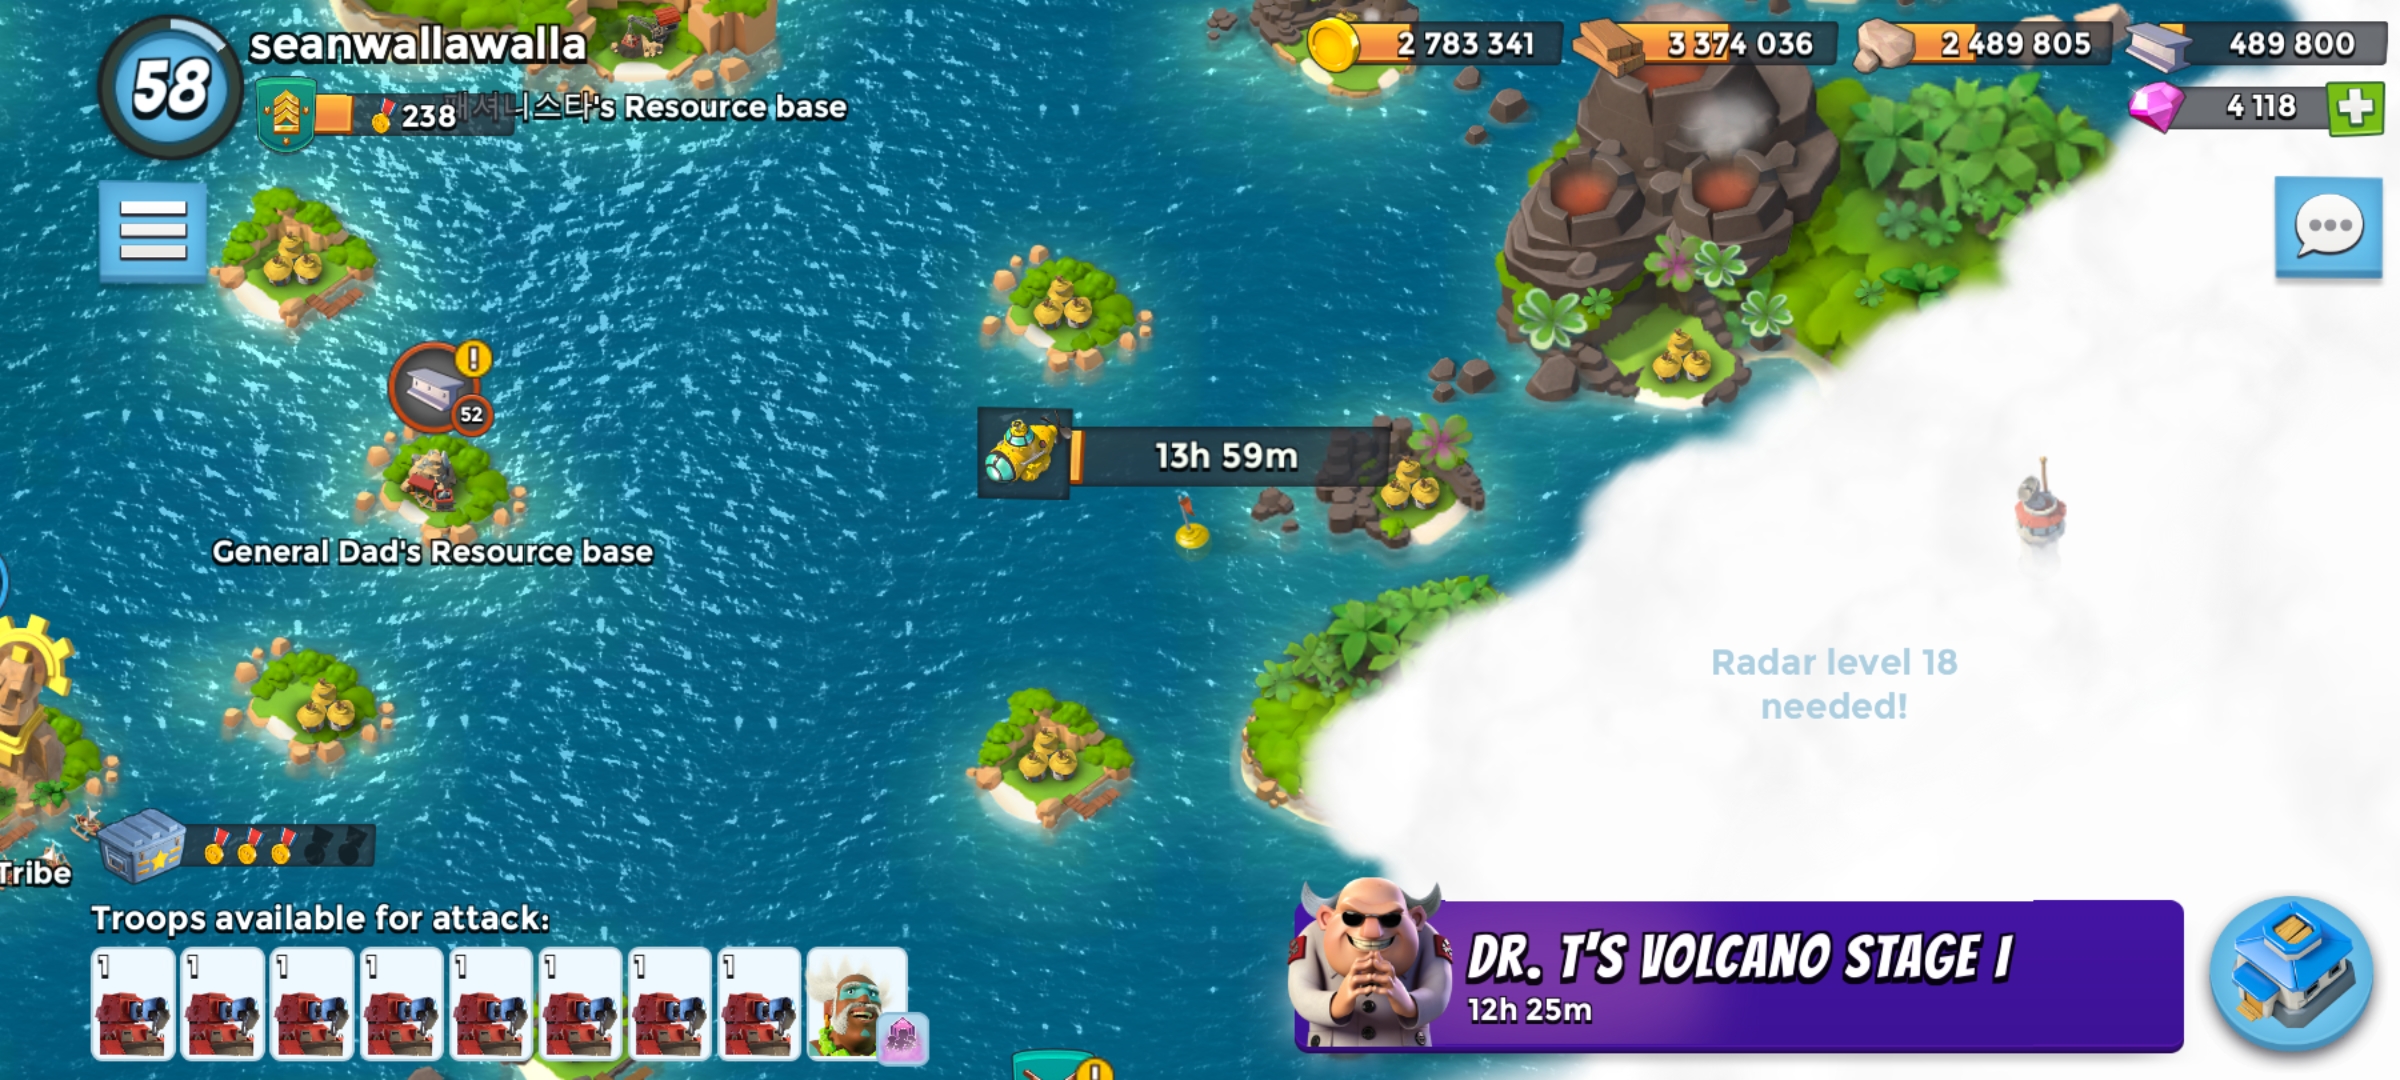 58
seanwallawalla
238
패셔니스타's Resource base
2 783 341
3 374 036
2 489 805
489 800
4 118
52
General Dad's Resource base
13h 59m
Radar level 18
needed!
Tribe
Troops available for attack:
1 1 1 1 1 1 1 1
DR. T'S VOLCANO STAGE I
12h 25m